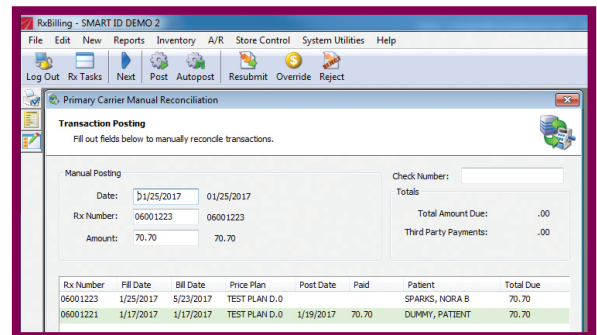 RxBilling - SMART ID DEMO 2
File Edit New Reports Inventory A/R Store Control System Utilities Help
Log Out Rx Tasks Next Post Autopost Resubmit Override Reject
Primary Carrier Manual Reconciliation
Transaction Posting
Fill out fields below to manually reconcile transactions.
Manual Posting Check Number:
Date: 01/25/2017 01/25/2017 Totals
Rx Number: 06001223 06001223 Total Amount Due: .00
Amount: 70.70 70.70 Third Party Payments: .00
Rx Number Fill Date Bill Date Price Plan Post Date Paid Patient Total Due
06001223 1/25/2017 5/23/2017 TEST PLAN D.0 SPARKS, NORA B 70.70
06001221 1/17/2017 1/17/2017 TEST PLAN D.0 1/19/2017 70.70 DUMMY, PATIENT 70.70